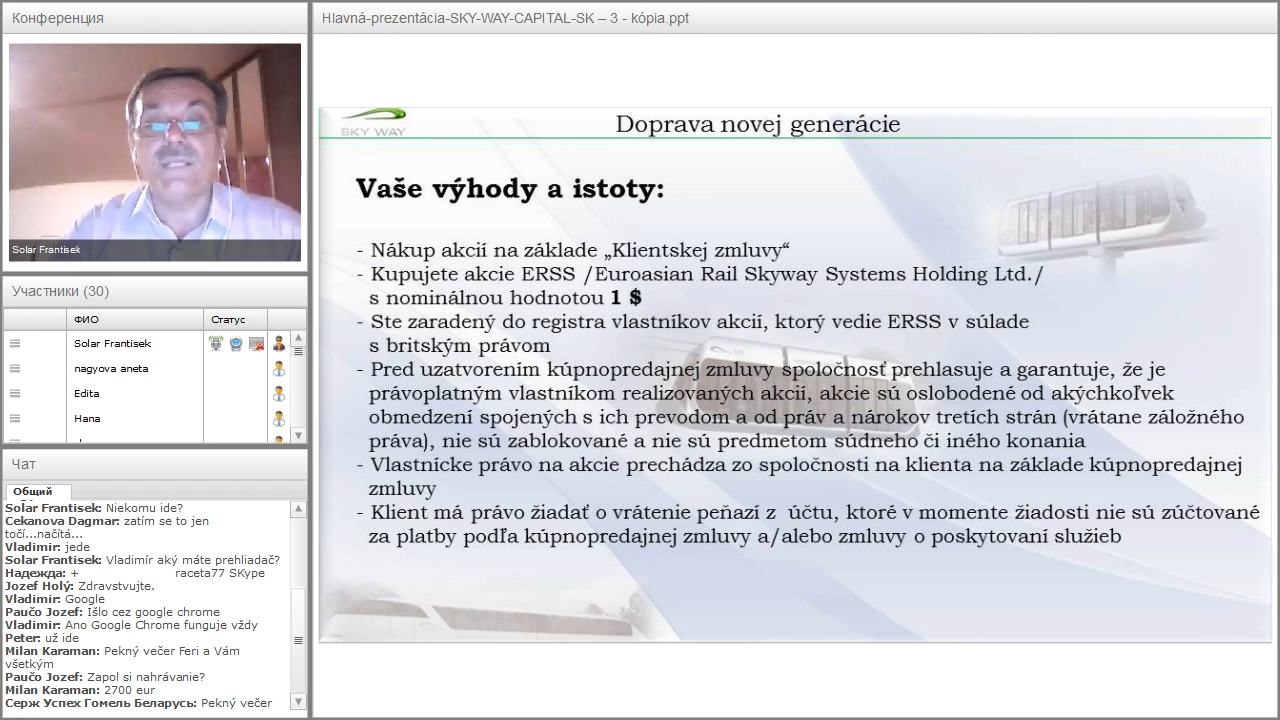 Конференция
Solar Frantisek
Участники (30)
ФИО Статус
Solar Frantisek
nagyova aneta
Edita
Hana
Чат
Общий
Solar Frantisek: Niekomu ide?
Cekanova Dagmar: zatím se to jen
točí...načítá...
Vladimir: jede
Solar Frantisek: Vladimír aký máte prehliadač?
Надежда: + raceta77 SKype
Jozef Holý: Zdravstvujte.
Vladimir: Google
Paučo Jozef: Išlo cez google chrome
Vladimir: Ano Google Chrome funguje vždy
Peter: už ide
Milan Karaman: Pekný večer Feri a Vám
všetkým
Paučo Jozef: Zapol si nahrávanie?
Milan Karaman: 2700 eur
Серж Успех Гомель Беларусь: Pekný večer
Hlavná-prezentácia-SKY-WAY-CAPITAL-SK – 3 - kópia.ppt
SKY WAY
Doprava novej generácie
Vaše výhody a istoty:
- Nákup akcií na základe „Klientskej zmluvy“
- Kupujete akcie ERSS /Euroasian Rail Skyway Systems Holding Ltd./
s nominálnou hodnotou 1 $
- Ste zaradený do registra vlastníkov akcií, ktorý vedie ERSS v súlade
s britským právom
- Pred uzatvorením kúpnopredajnej zmluvy spoločnosť prehlasuje a garantuje, že je
právoplatným vlastníkom realizovaných akcií, akcie sú oslobodené od akýchkoľvek
obmedzení spojených s ich prevodom a od práv a nárokov tretích strán (vrátane záložného
práva), nie sú zablokované a nie sú predmetom súdneho či iného konania
- Vlastnícke právo na akcie prechádza zo spoločnosti na klienta na základe kúpnopredajnej
zmluvy
- Klient má právo žiadať o vrátenie peňazí z účtu, ktoré v momente žiadosti nie sú zúčtované
za platby podľa kúpnopredajnej zmluvy a/alebo zmluvy o poskytovaní služieb